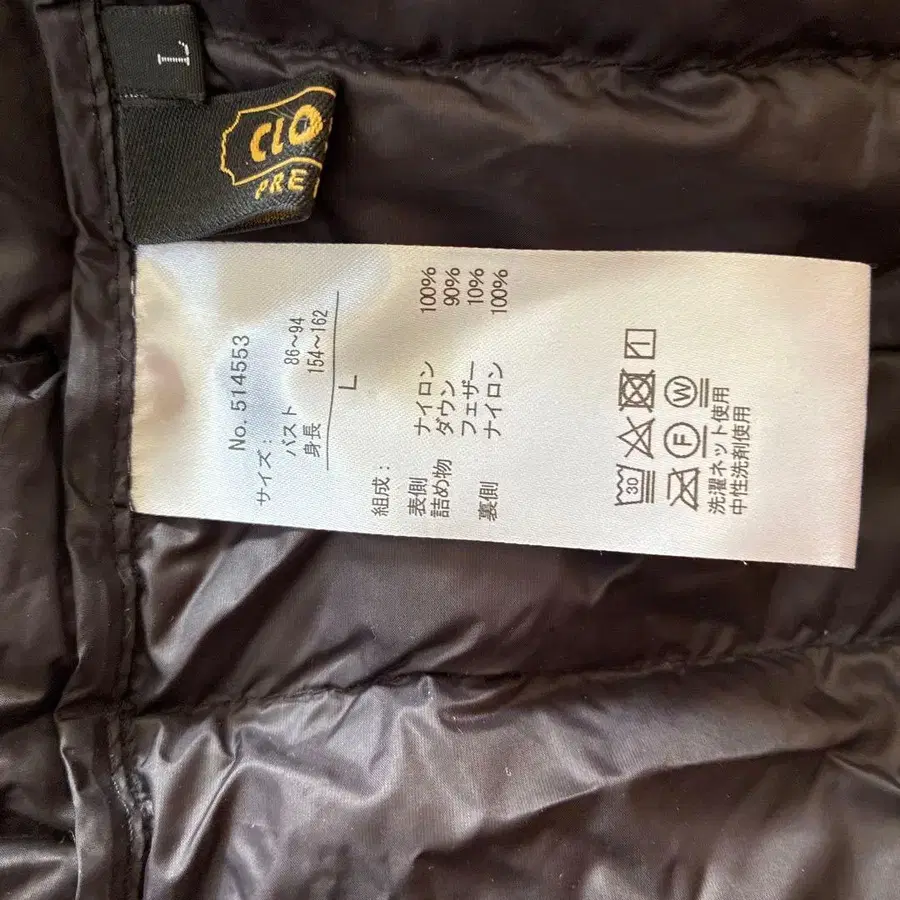 L
CLO
PRE
No. 514553
サイズ:
バスト 86~94
身長 154~162
L
組成:
表側 ナイロン 100%
詰め物 ダウン 90%
フェザー 10%
裏側 ナイロン 100%
30
F W
洗濯ネット使用
中性洗剤使用